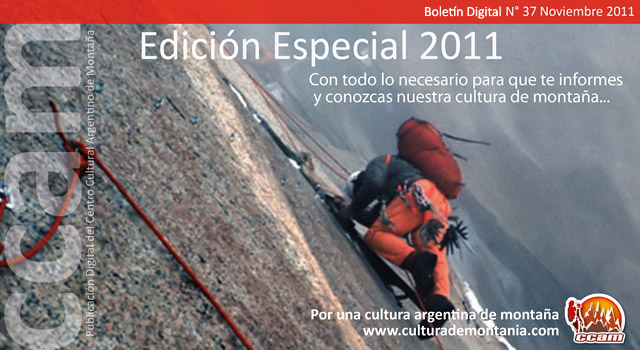 Boletín Digital N° 37 Noviembre 2011
Edición Especial 2011
Con todo lo necesario para que te informes
y conozcas nuestra cultura de montaña...
ccam
Publicación Digital del Centro Cultural Argentino de Montaña
Por una cultura argentina de montaña
www.culturademontania.com
ccam